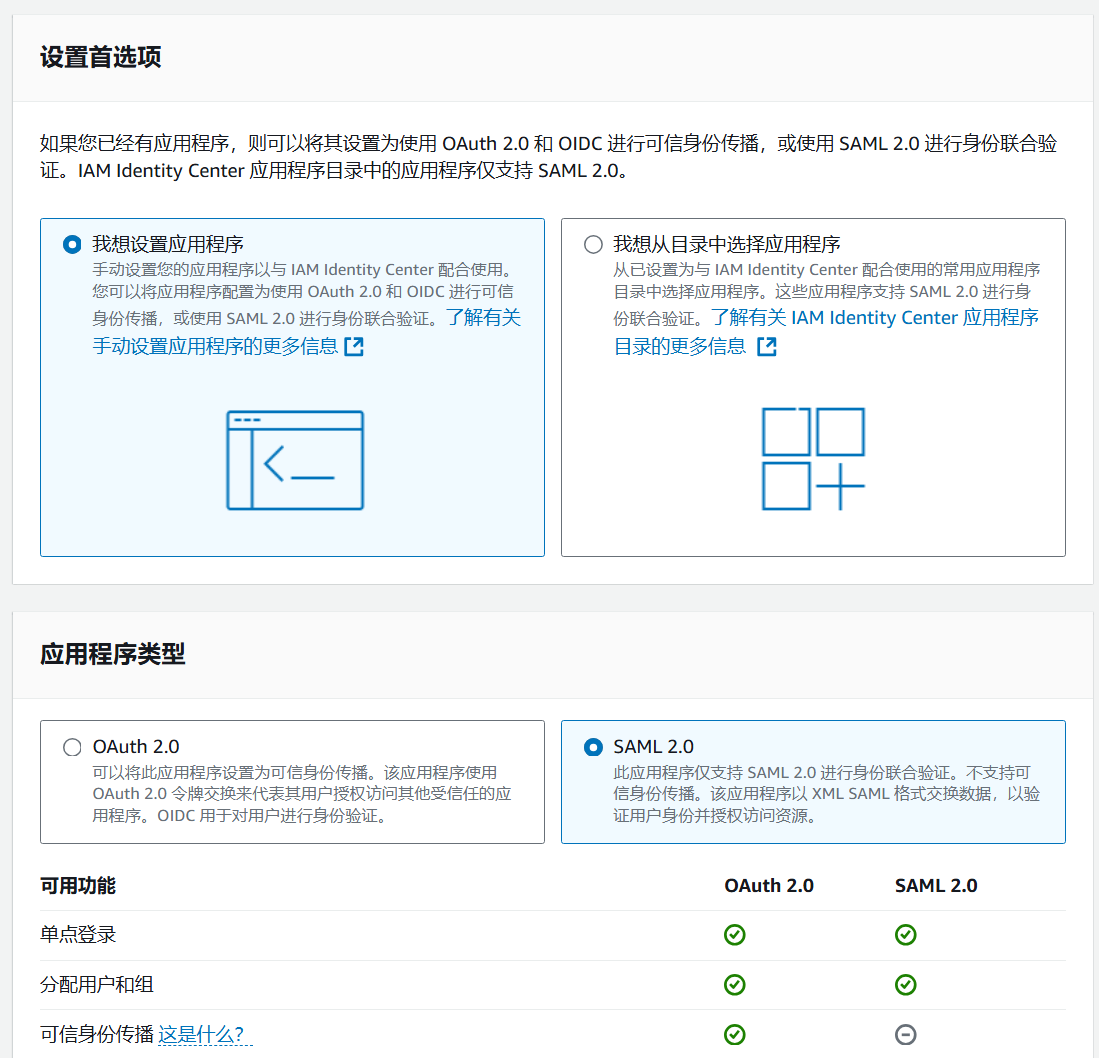 设置首选项
如果您已经有应用程序，则可以将其设置为使用 OAuth 2.0 和 OIDC 进行可信身份传播，或使用 SAML 2.0 进行身份联合验
证。IAM Identity Center 应用程序目录中的应用程序仅支持 SAML 2.0。
我想设置应用程序
手动设置您的应用程序以与 IAM Identity Center 配合使用。
您可以将应用程序配置为使用 OAuth 2.0 和 OIDC 进行可信
身份传播，或使用 SAML 2.0 进行身份联合验证。了解有关
手动设置应用程序的更多信息
我想从目录中选择应用程序
从已设置为与 IAM Identity Center 配合使用的常用应用程序
目录中选择应用程序。这些应用程序支持 SAML 2.0 进行身
份联合验证。了解有关 IAM Identity Center 应用程序
目录的更多信息
应用程序类型
OAuth 2.0
可以将此应用程序设置为可信身份传播。该应用程序使用
OAuth 2.0 令牌交换来代表其用户授权访问其他受信任的应
用程序。OIDC 用于对用户进行身份验证。
SAML 2.0
此应用程序仅支持 SAML 2.0 进行身份联合验证。不支持可
信身份传播。该应用程序以 XML SAML 格式交换数据，以验
证用户身份并授权访问资源。
可用功能 OAuth 2.0 SAML 2.0
单点登录
分配用户和组
可信身份传播 这是什么？